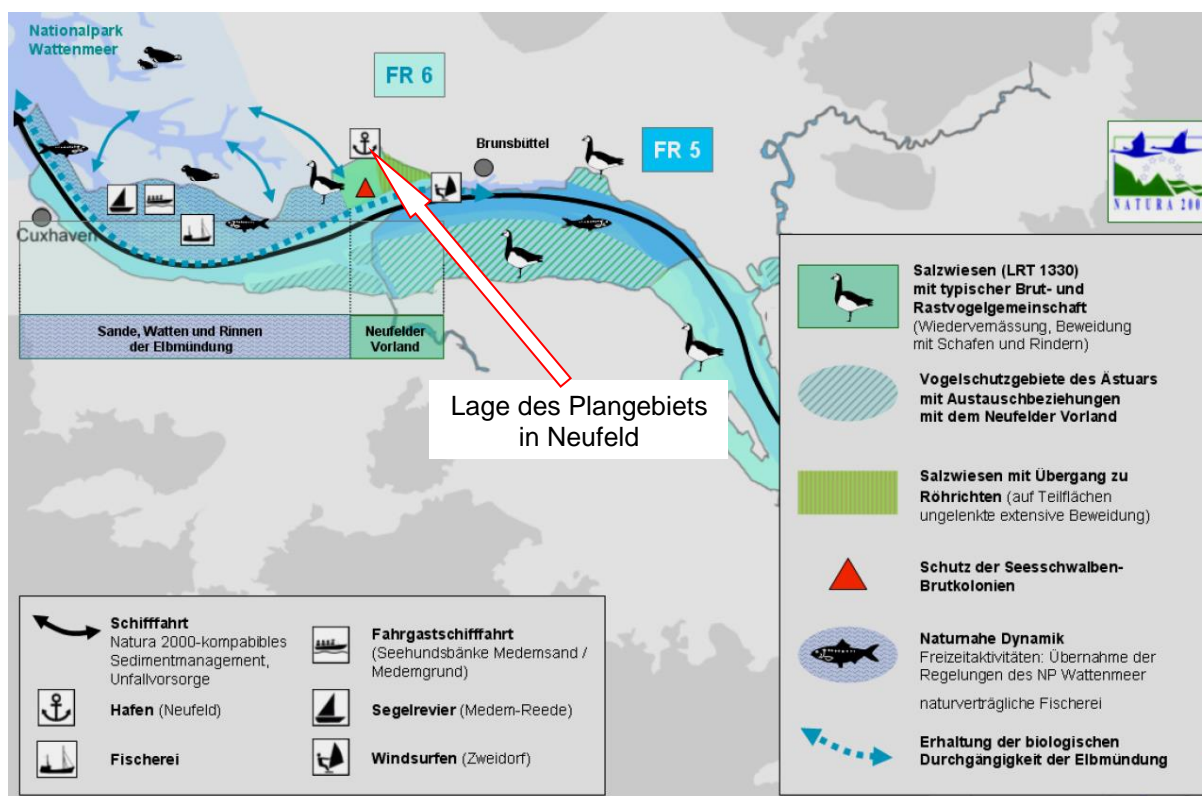 Nationalpark
Wattenmeer
FR 6
Brunsbüttel
FR 5
Cuxhaven
NATURA 200
Sande, Watten und Rinnen
der Elbmündung
Neufelder
Vorland
Lage des Plangebiets
in Neufeld
Salzwiesen (LRT 1330)
mit typischer Brut- und
Rastvogelgemeinschaft
(Wiedervernässung, Beweidung
mit Schafen und Rindern)
Vogelschutzgebiete des Ästuars
mit Austauschbeziehungen
mit dem Neufelder Vorland
Salzwiesen mit Übergang zu
Röhrichten (auf Teilflächen
ungelenkte extensive Beweidung)
Schutz der Seesschwalben-
Brutkolonien
Naturnahe Dynamik
Freizeitaktivitäten: Übernahme der
Regelungen des NP Wattenmeer
naturverträgliche Fischerei
Erhaltung der biologischen
Durchgängigkeit der Elbmündung
Schifffahrt
Natura 2000-kompabibles
Sedimentmanagement,
Unfallvorsorge
Hafen (Neufeld)
Fischerei
Fahrgastschifffahrt
(Seehundsbänke Medemsand /
Medemgrund)
Segelrevier (Medem-Reede)
Windsurfen (Zweidorf)